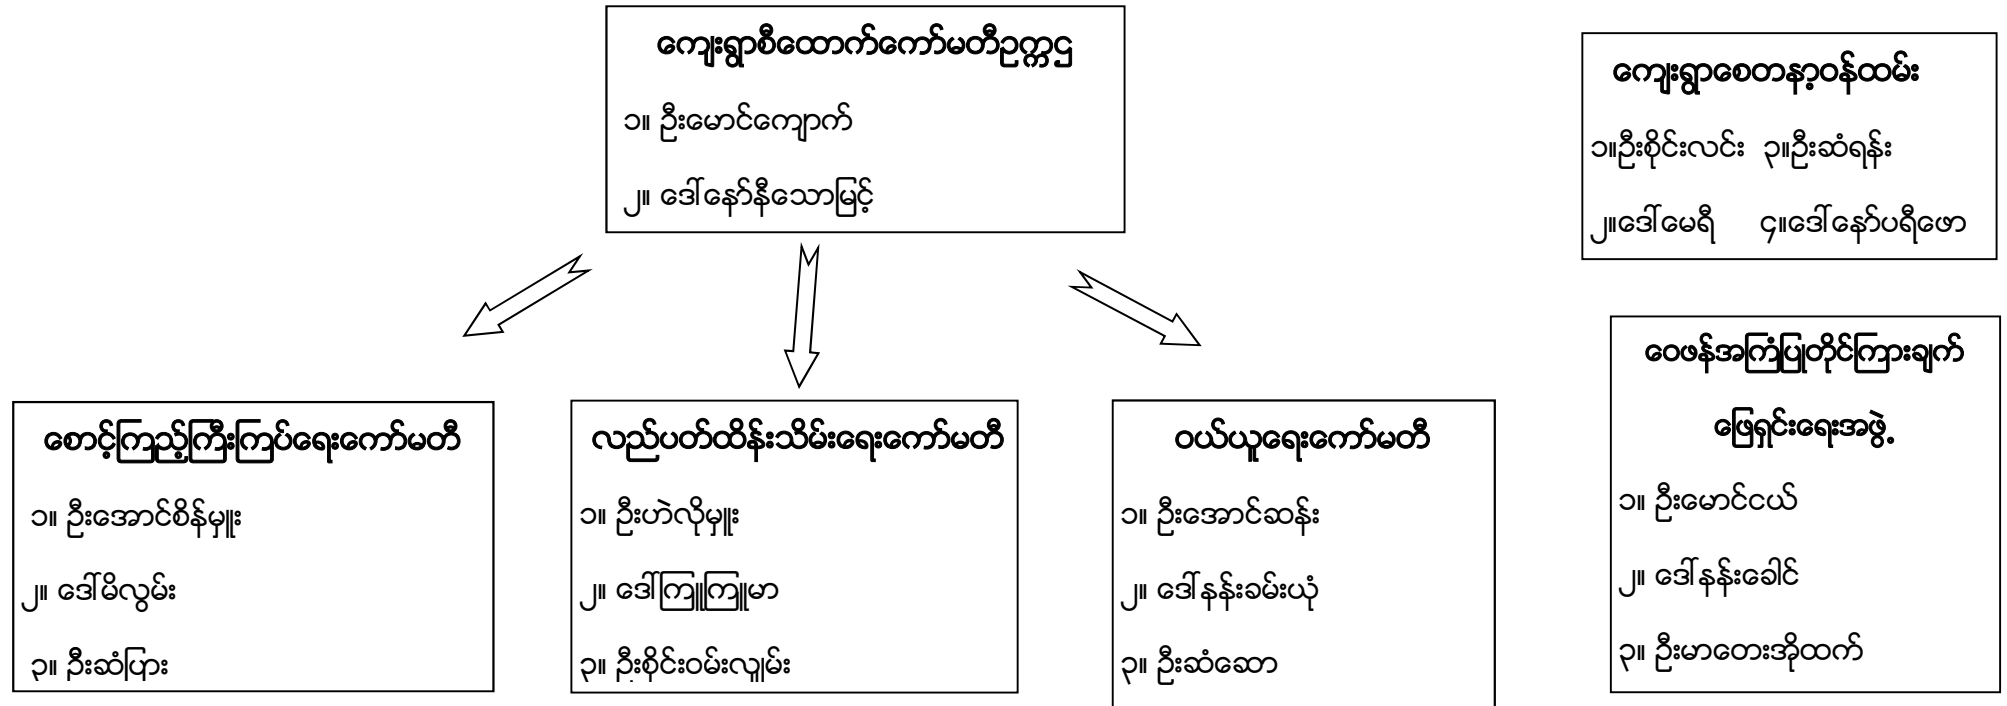 ကျေးရွာစီထောက်ကော်မတီဥက္ကဌ
၁။ ဦးမောင်ကျောက်
၂။ ဒေါ်နော်နီသောမြင့်
ကျေးရွာစေတနာ့ဝန်ထမ်း
၁။ဦးစိုင်းလင်း ၃။ဦးဆံရန်း
၂။ဒေါ်မေရီ ၄။ဒေါ်နော်ပရီဖော
စောင့်ကြည့်ကြီးကြပ်ရေးကော်မတီ
၁။ ဦးအောင်စိန်မှူး
၂။ ဒေါ်မိလွမ်း
၃။ ဦးဆံပြား
လည်ပတ်ထိန်းသိမ်းရေးကော်မတီ
၁။ ဦးဟဲလိုမှူး
၂။ ဒေါ်ကြူကြူမာ
၃။ ဦးစိုင်းဝမ်းလျှမ်း
ဝယ်ယူရေးကော်မတီ
၁။ ဦးအောင်ဆန်း
၂။ ဒေါ်နန်းခမ်းယုံ
၃။ ဦးဆံဆော
ဝေဖန်အကြံပြုတိုင်ကြားချက်
ဖြေရှင်းရေးအဖွဲ့
၁။ ဦးမောင်ငယ်
၂။ ဒေါ်နန်းခေါင်
၃။ ဦးမာတေးအိုထက်